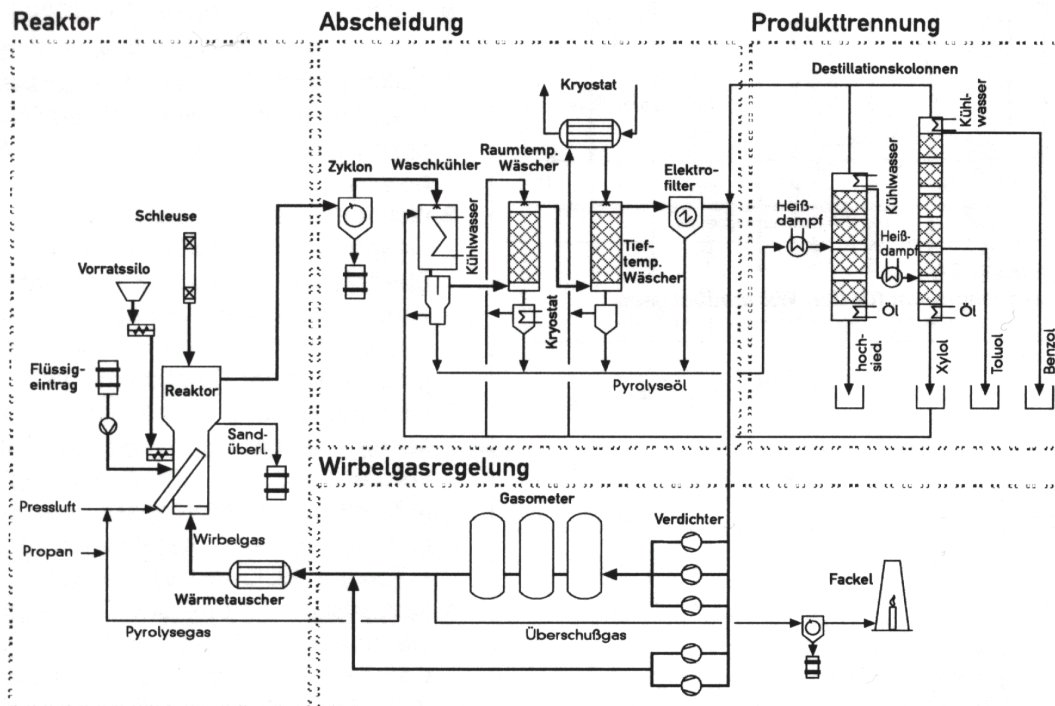 Reaktor
Abscheidung
Produkttrennung
Destillationskolonnen
Kryostat
Kühl-
wasser
Raumtemp.
Wäscher
Zyklon
Waschkühler
Elektro-
filter
Kühlwasser
Schleuse
Heiß-
dampf
Kühlwasser
Vorratssilo
Tief-
temp.
Wäscher
Heiß-
dampf
Kryostat
Öl
Öl
Flüssig-
eintrag
Reaktor
Pyrolyseöl
hoch-
sied.
Xylol
Toluol
Benzol
Sand-
überl.
Wirbelgasregelung
Gasometer
Pressluft
Verdichter
Wirbelgas
Propan
Fackel
Wärmetauscher
Pyrolysegas
Überschußgas